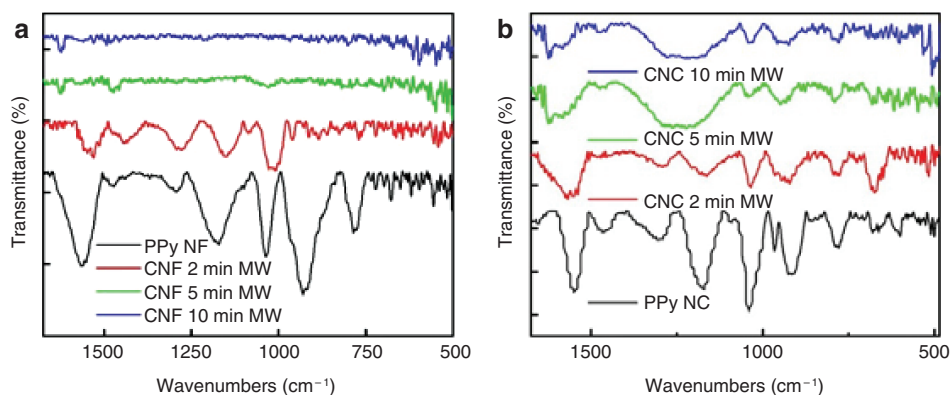 a
Transmittance (%)
PPy NF
CNF 2 min MW
CNF 5 min MW
CNF 10 min MW
1500
1250
1000
750
500
Wavenumbers (cm⁻¹)
b
Transmittance (%)
CNC 10 min MW
CNC 5 min MW
CNC 2 min MW
PPy NC
1500
1000
500
Wavenumbers (cm⁻¹)